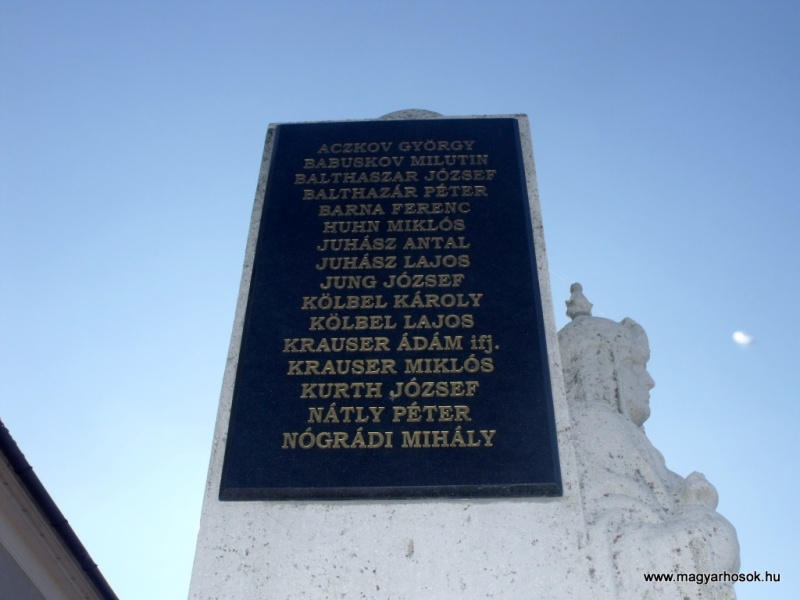 ACZKOV GYÖRGY
BABUSKOV MILUTIN
BALTHASZAR JÓZSEF
BALTHAZÁR PÉTER
BARNA FERENC
HUHN MIKLÓS
JUHÁSZ ANTAL
JUHÁSZ LAJOS
JUNG JÓZSEF
KÖLBEL KÁROLY
KÖLBEL LAJOS
KRAUSER ÁDÁM ifj.
KRAUSER MIKLÓS
KURTH JÓZSEF
NÁTLY PÉTER
NÓGRÁDI MIHÁLY
www.magyarhosok.hu